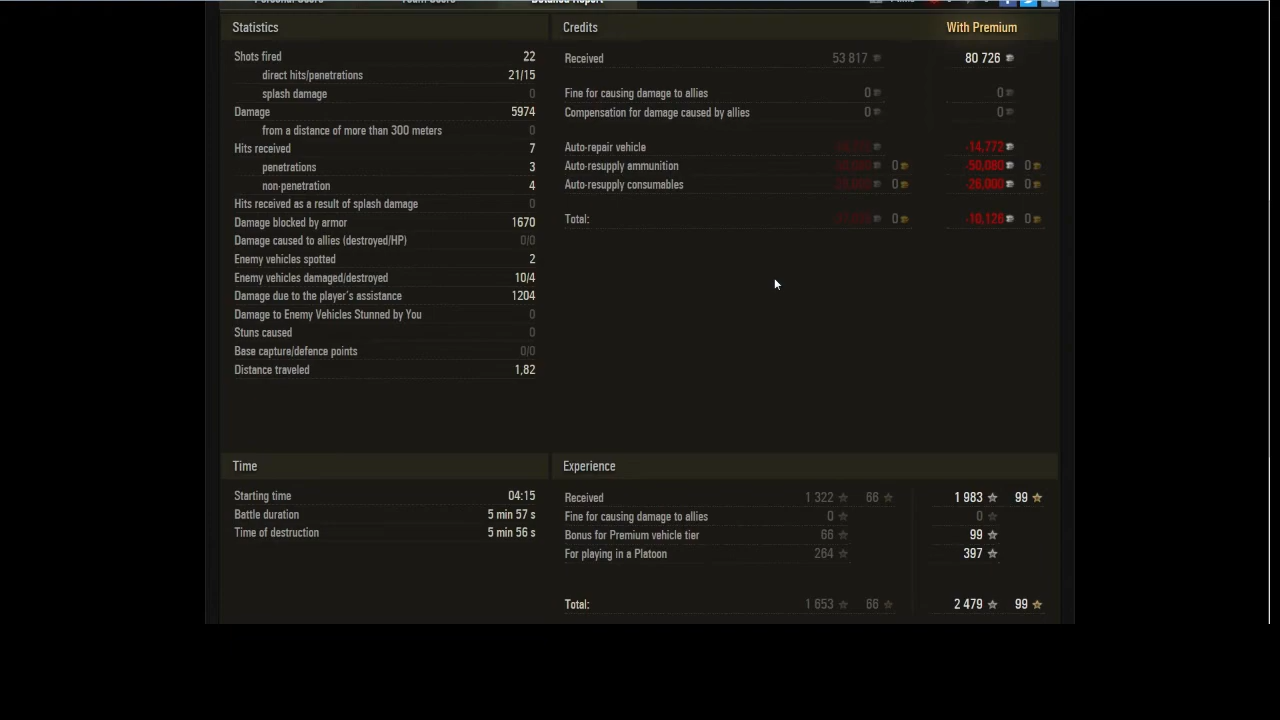 Detailed Report
Statistics
Shots fired 22
direct hits/penetrations 21/15
splash damage 0
Damage 5974
from a distance of more than 300 meters 0
Hits received 7
penetrations 3
non-penetration 4
Hits received as a result of splash damage 0
Damage blocked by armor 1670
Damage caused to allies (destroyed/HP) 0/0
Enemy vehicles spotted 2
Enemy vehicles damaged/destroyed 10/4
Damage due to the player's assistance 1204
Damage to Enemy Vehicles Stunned by You 0
Stuns caused 0
Base capture/defence points 0/0
Distance traveled 1,82
Credits With Premium
Received 53 817 80 726
Fine for causing damage to allies 0 0
Compensation for damage caused by allies 0 0
Auto-repair vehicle -14,772
Auto-resupply ammunition 0 -50,080 0
Auto-resupply consumables 0 -26,000 0
Total: 0 -10,126 0
Time
Starting time 04:15
Battle duration 5 min 57 s
Time of destruction 5 min 56 s
Experience
Received 1 322 66 1 983 99
Fine for causing damage to allies 0 0
Bonus for Premium vehicle tier 66 99
For playing in a Platoon 264 397
Total: 1 653 66 2 479 99